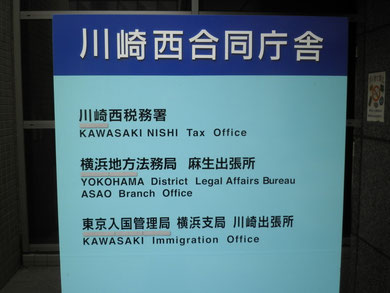 川崎西合同庁舎
川崎西税務署
KAWASAKI NISHI Tax Office
横浜地方法務局 麻生出張所
YOKOHAMA District Legal Affairs Bureau
ASAO Branch Office
東京入国管理局 横浜支局 川崎出張所
KAWASAKI Immigration Office